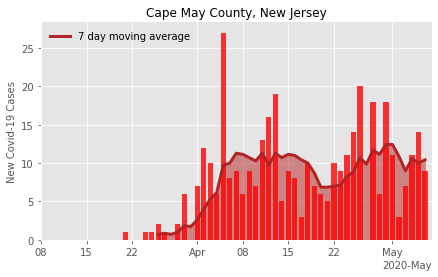 Cape May County, New Jersey
7 day moving average
New Covid-19 Cases
25
20
15
10
5
0
08 15 22 Apr 08 15 22 May
2020-May